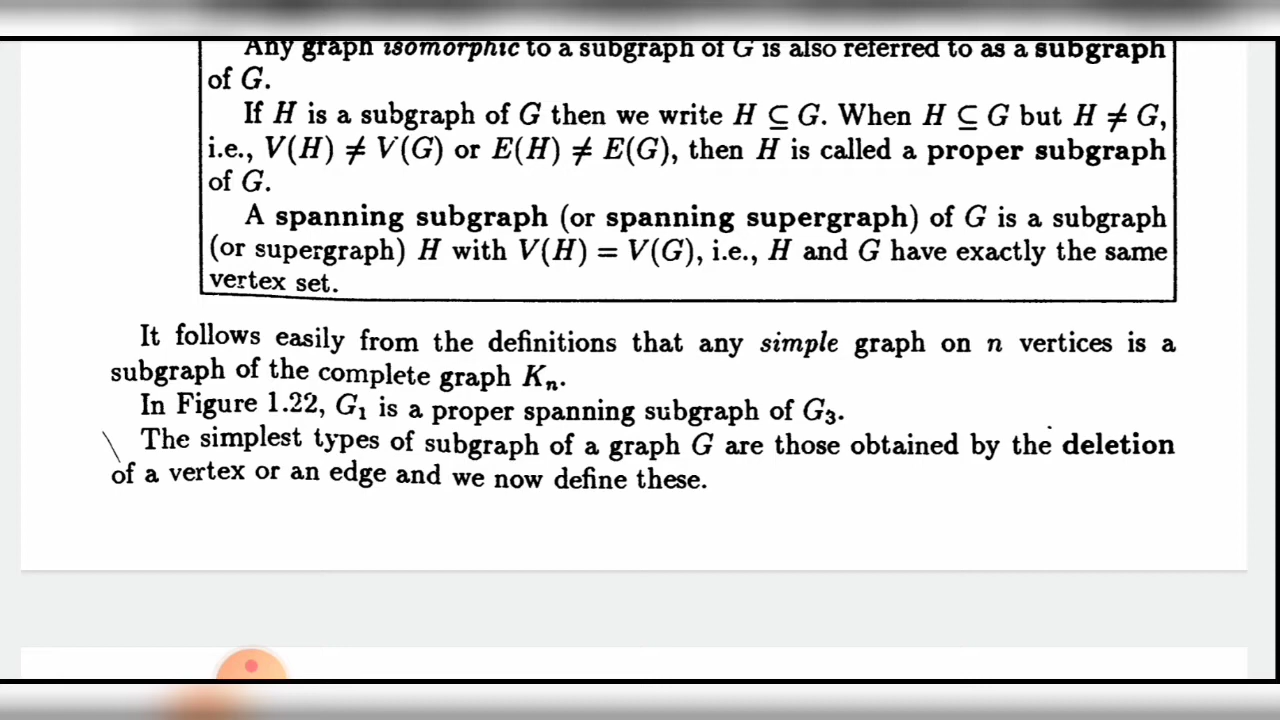 Any graph isomorphic to a subgraph of G is also referred to as a subgraph
of G.
If H is a subgraph of G then we write H ⊆ G. When H ⊆ G but H ≠ G,
i.e., V(H) ≠ V(G) or E(H) ≠ E(G), then H is called a proper subgraph
of G.
A spanning subgraph (or spanning supergraph) of G is a subgraph
(or supergraph) H with V(H) = V(G), i.e., H and G have exactly the same
vertex set.
It follows easily from the definitions that any simple graph on n vertices is a
subgraph of the complete graph Kₙ.
In Figure 1.22, G₁ is a proper spanning subgraph of G₃.
The simplest types of subgraph of a graph G are those obtained by the deletion
of a vertex or an edge and we now define these.